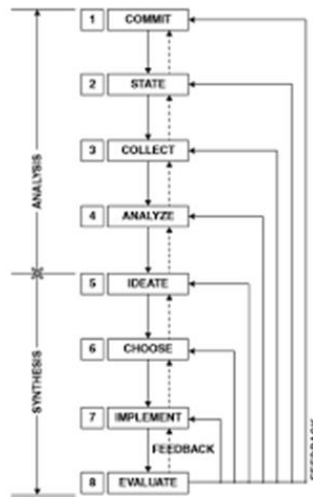 1 COMMIT
2 STATE
3 COLLECT
ANALYSIS
4 ANALYZE
5 IDEATE
6 CHOOSE
SYNTHESIS
7 IMPLEMENT
FEEDBACK
8 EVALUATE
FEEDBACK